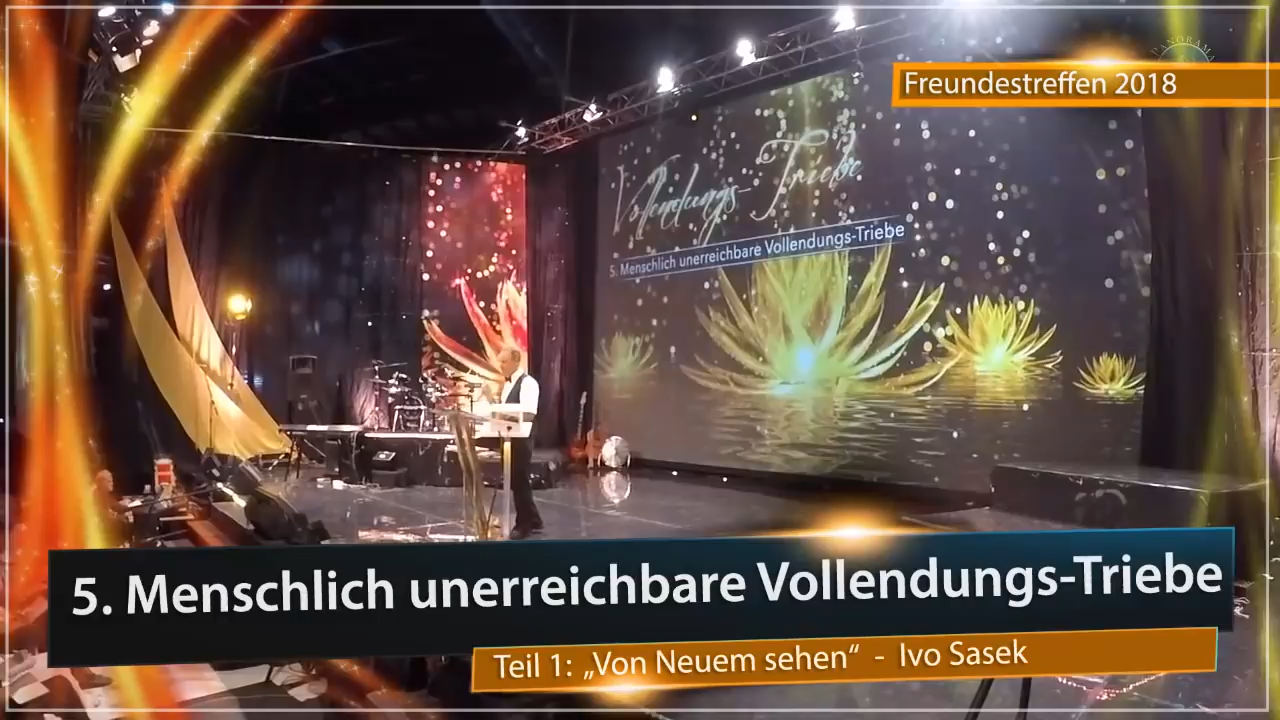 PANORAMA
Freundestreffen 2018
Vollendungs-Triebe
5. Menschlich unerreichbare Vollendungs-Triebe
5. Menschlich unerreichbare Vollendungs-Triebe
Teil 1: „Von Neuem sehen“ - Ivo Sasek